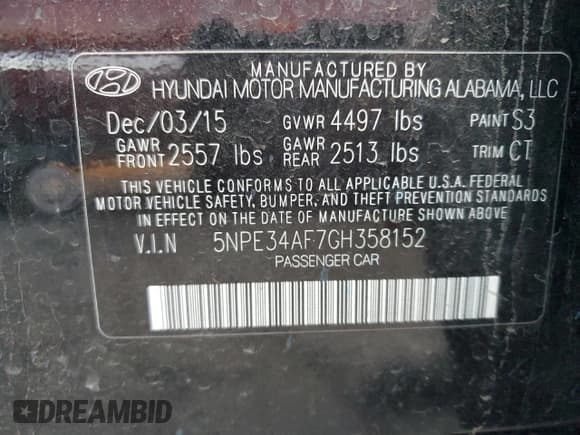 MANUFACTURED BY
HYUNDAI MOTOR MANUFACTURING ALABAMA, LLC
Dec/03/15 GVWR 4497 lbs PAINT S3
GAWR FRONT 2557 lbs GAWR REAR 2513 lbs TRIM CT
THIS VEHICLE CONFORMS TO ALL APPLICABLE U.S.A. FEDERAL
MOTOR VEHICLE SAFETY, BUMPER, AND THEFT PREVENTION STANDARDS
IN EFFECT ON THE DATE OF MANUFACTURE SHOWN ABOVE.
V.I.N 5NPE34AF7GH358152
PASSENGER CAR
DREAMBID